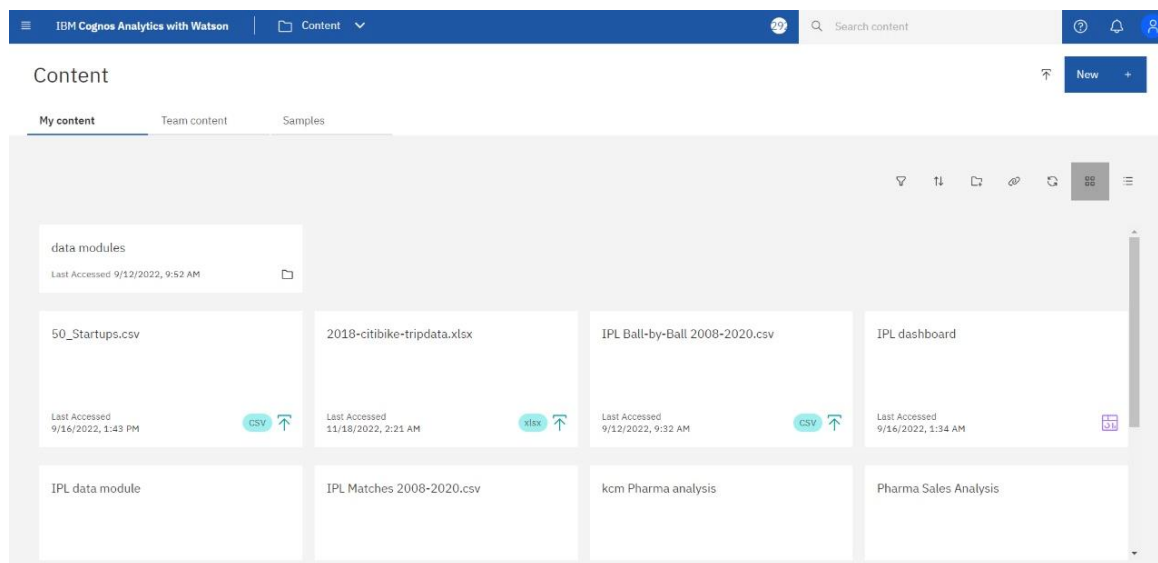 IBM Cognos Analytics with Watson
Content
29
Search content
Content
New +
My content
Team content
Samples
data modules
Last Accessed 9/12/2022, 9:52 AM
50_Startups.csv
Last Accessed
9/16/2022, 1:43 PM
CSV
2018-citibike-tripdata.xlsx
Last Accessed
11/18/2022, 2:21 AM
xlsx
IPL Ball-by-Ball 2008-2020.csv
Last Accessed
9/12/2022, 9:32 AM
CSV
IPL dashboard
Last Accessed
9/16/2022, 1:34 AM
IPL data module
IPL Matches 2008-2020.csv
kcm Pharma analysis
Pharma Sales Analysis